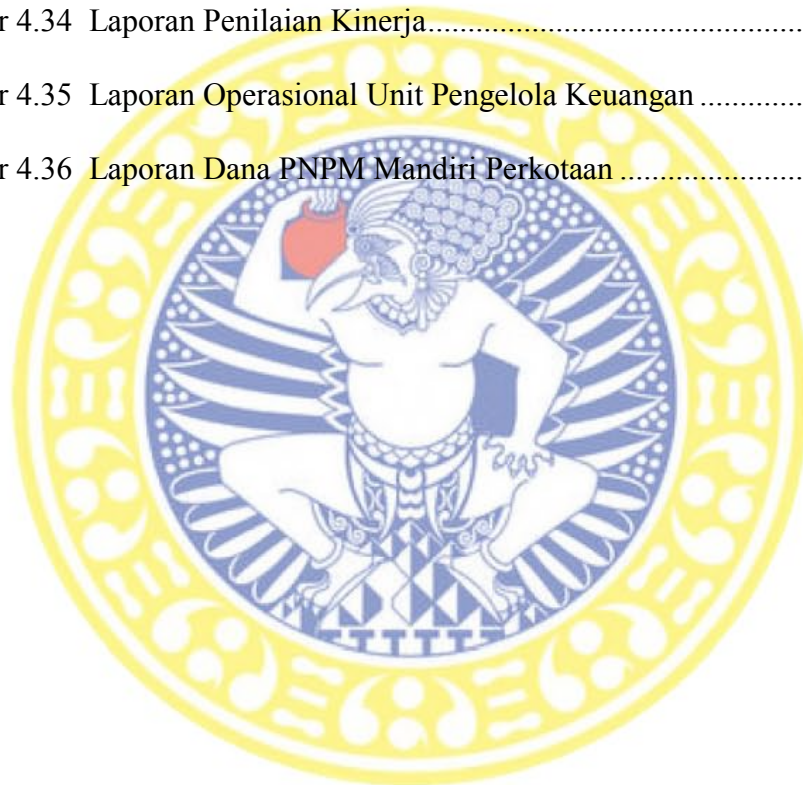 r 4.34 Laporan Penilaian Kinerja.................................................
r 4.35 Laporan Operasional Unit Pengelola Keuangan .............
r 4.36 Laporan Dana PNPM Mandiri Perkotaan .......................